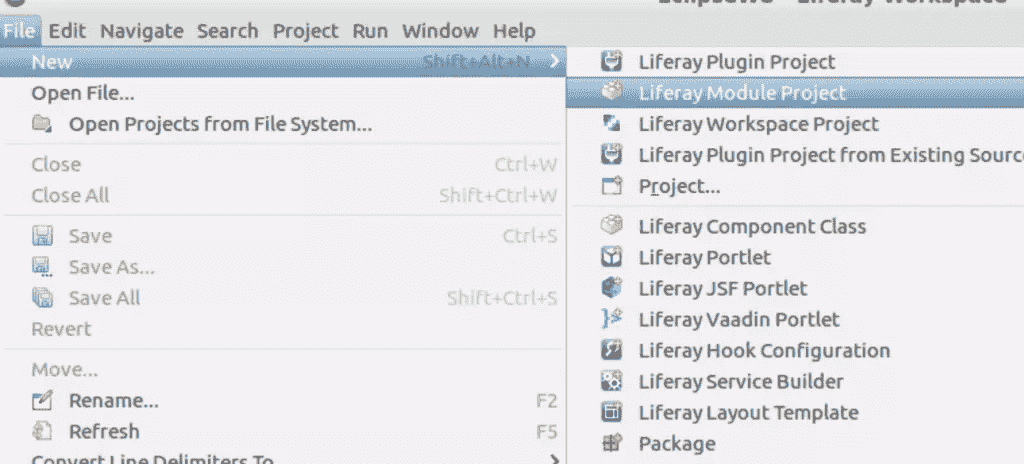 Liferay Workspace
File Edit Navigate Search Project Run Window Help
New Shift+Alt+N
Open File...
Open Projects from File System...
Close Ctrl+W
Close All Shift+Ctrl+W
Save Ctrl+S
Save As...
Save All Shift+Ctrl+S
Revert
Move...
Rename... F2
Refresh F5
Convert Line Delimiters To
Liferay Plugin Project
Liferay Module Project
Liferay Workspace Project
Liferay Plugin Project from Existing Sourc
Project...
Liferay Component Class
Liferay Portlet
Liferay JSF Portlet
Liferay Vaadin Portlet
Liferay Hook Configuration
Liferay Service Builder
Liferay Layout Template
Package